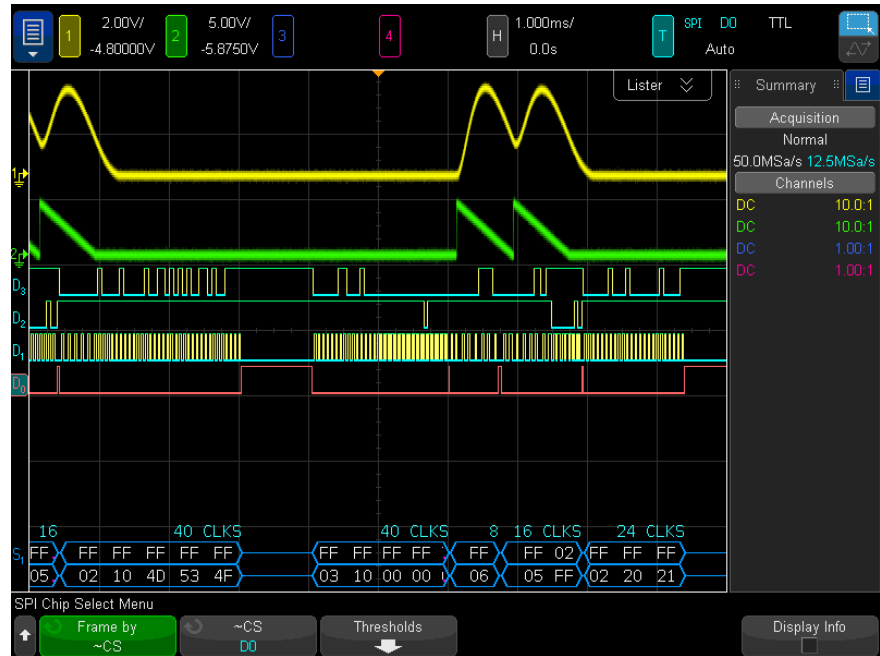 1 2.00V/ 2 5.00V/ 3 4 H 1.000ms/ T SPI D0 TTL
-4.80000V -5.8750V 0.0s Auto
Lister
Summary
Acquisition
Normal
50.0MSa/s 12.5MSa/s
Channels
DC 10.0:1
DC 10.0:1
DC 1.00:1
DC 1.00:1
1
2
D3
D2
D1
D0
16 40 CLKS 40 CLKS 8 16 CLKS 24 CLKS
S1 FF FF FF FF FF FF FF FF FF FF FF FF 02 FF FF FF
05 02 10 4D 53 4F 03 10 00 00 06 05 FF 02 20 21
SPI Chip Select Menu
Frame by ~CS Thresholds Display Info
~CS D0